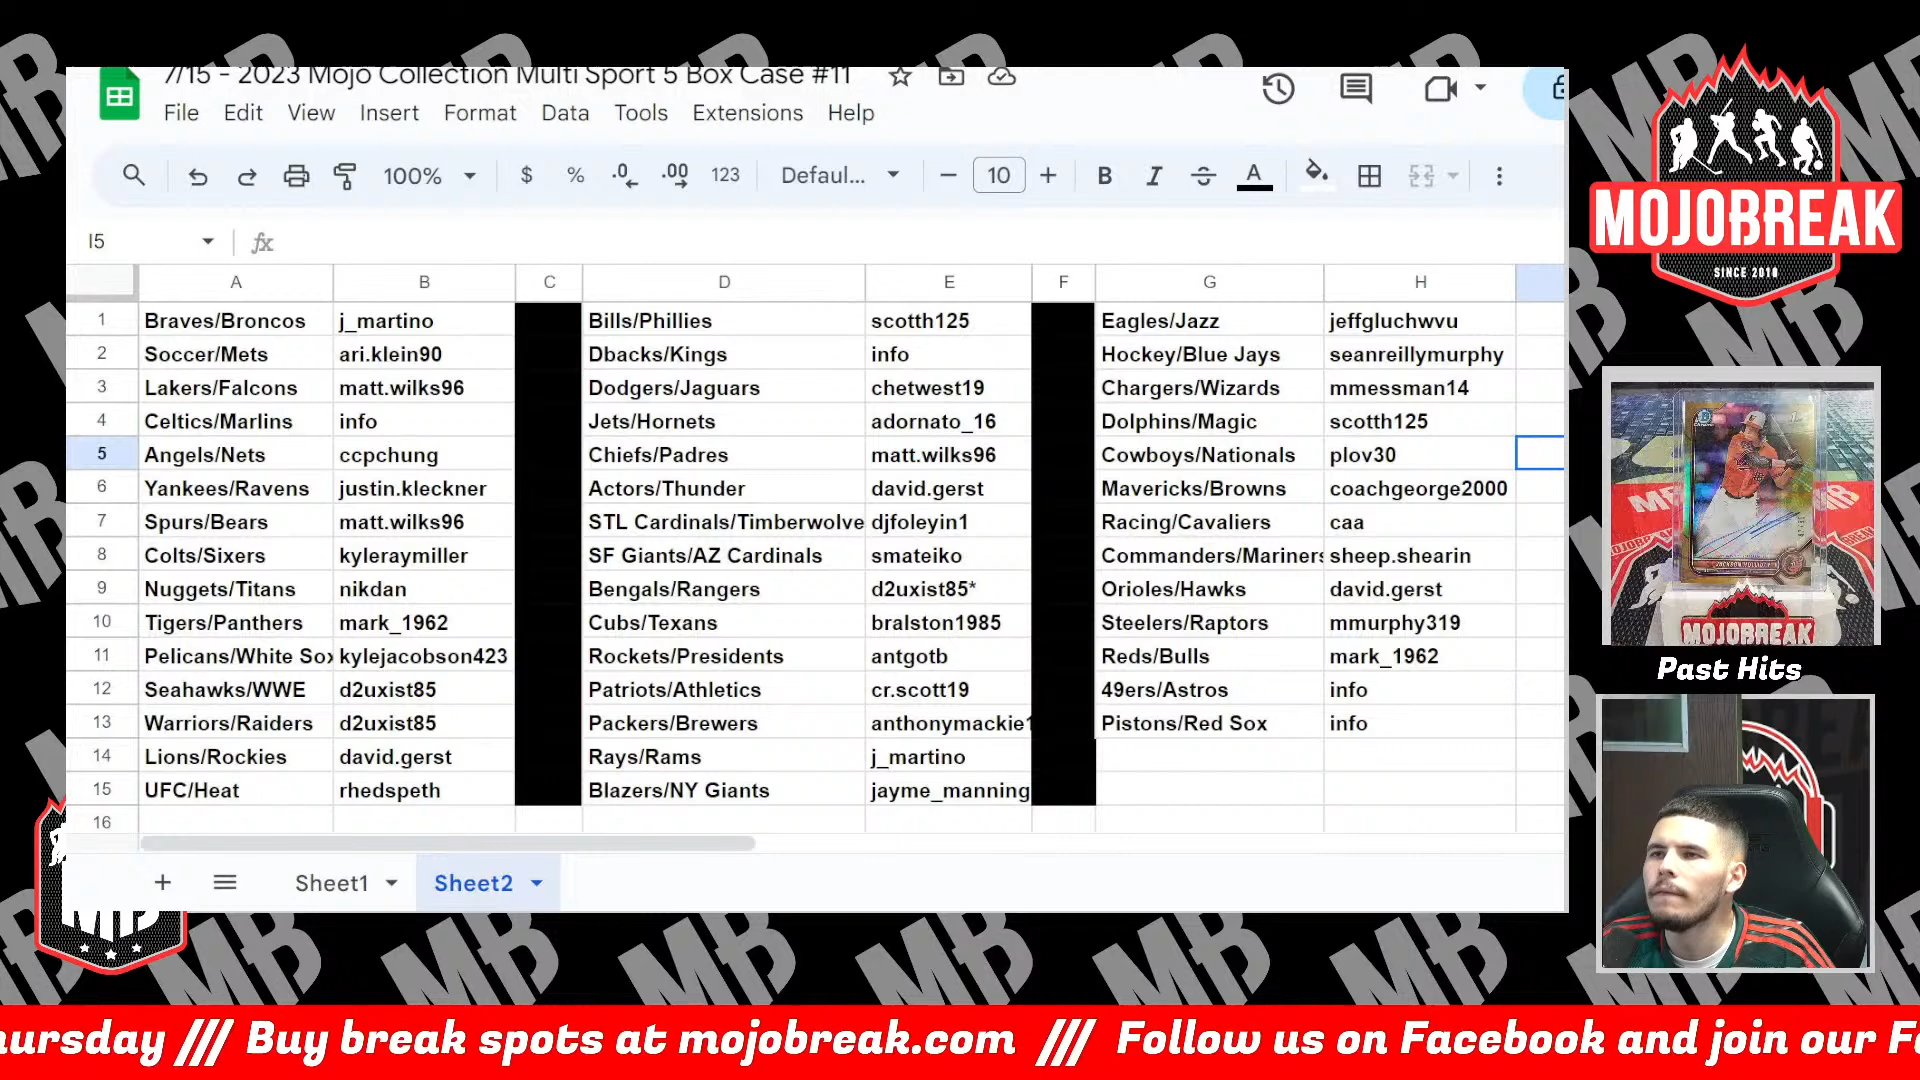 7/15 - 2023 Mojo Collection Multi Sport 5 Box Case #11
File Edit View Insert Format Data Tools Extensions Help
100% $ % .0 .00 123 Defaul... 10 B I A
I5 fx
A B C D E F G H
1 Braves/Broncos j_martino Bills/Phillies scotth125 Eagles/Jazz jeffgluchwvu
2 Soccer/Mets ari.klein90 Dbacks/Kings info Hockey/Blue Jays seanreillymurphy
3 Lakers/Falcons matt.wilks96 Dodgers/Jaguars chetwest19 Chargers/Wizards mmessman14
4 Celtics/Marlins info Jets/Hornets adornato_16 Dolphins/Magic scotth125
5 Angels/Nets ccpchung Chiefs/Padres matt.wilks96 Cowboys/Nationals plov30
6 Yankees/Ravens justin.kleckner Actors/Thunder david.gerst Mavericks/Browns coachgeorge2000
7 Spurs/Bears matt.wilks96 STL Cardinals/Timberwolve djfoleyin1 Racing/Cavaliers caa
8 Colts/Sixers kyleraymiller SF Giants/AZ Cardinals smateiko Commanders/Mariners sheep.shearin
9 Nuggets/Titans nikdan Bengals/Rangers d2uxist85* Orioles/Hawks david.gerst
10 Tigers/Panthers mark_1962 Cubs/Texans bralston1985 Steelers/Raptors mmurphy319
11 Pelicans/White Sox kylejacobson423 Rockets/Presidents antgotb Reds/Bulls mark_1962
12 Seahawks/WWE d2uxist85 Patriots/Athletics cr.scott19 49ers/Astros info
13 Warriors/Raiders d2uxist85 Packers/Brewers anthonymackie1 Pistons/Red Sox info
14 Lions/Rockies david.gerst Rays/Rams j_martino
15 UFC/Heat rhedspeth Blazers/NY Giants jayme_manning
16
Sheet1 Sheet2
MOJOBREAK
SINCE 2010
MOJOBREAK
Past Hits
hursday /// Buy break spots at mojobreak.com /// Follow us on Facebook and join our F